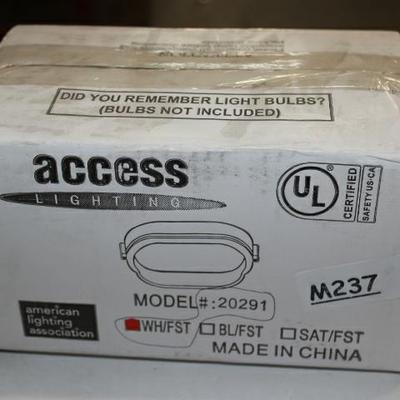 DID YOU REMEMBER LIGHT BULBS?
(BULBS NOT INCLUDED)
access
LIGHTING
UL
CERTIFIED
SAFETY US-CA
MODEL#:20291
M237
american
lighting
association
WH/FST BL/FST SAT/FST
MADE IN CHINA